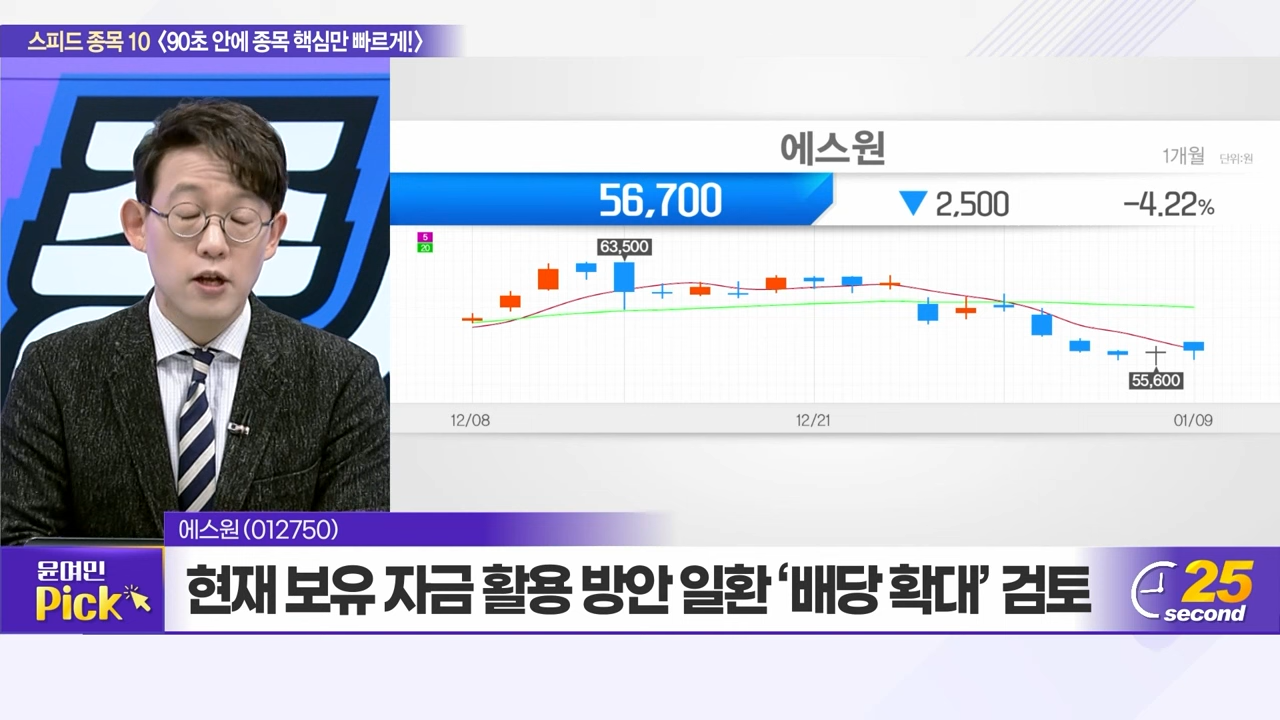 스피드 종목 10 〈90초 안에 종목 핵심만 빠르게!〉
에스원
1개월 단위:원
56,700 ▼ 2,500 -4.22%
5
20
63,500
55,600
12/08 12/21 01/09
에스원(012750)
윤여민
Pick
현재 보유 자금 활용 방안 일환 ‘배당 확대’ 검토
25
second